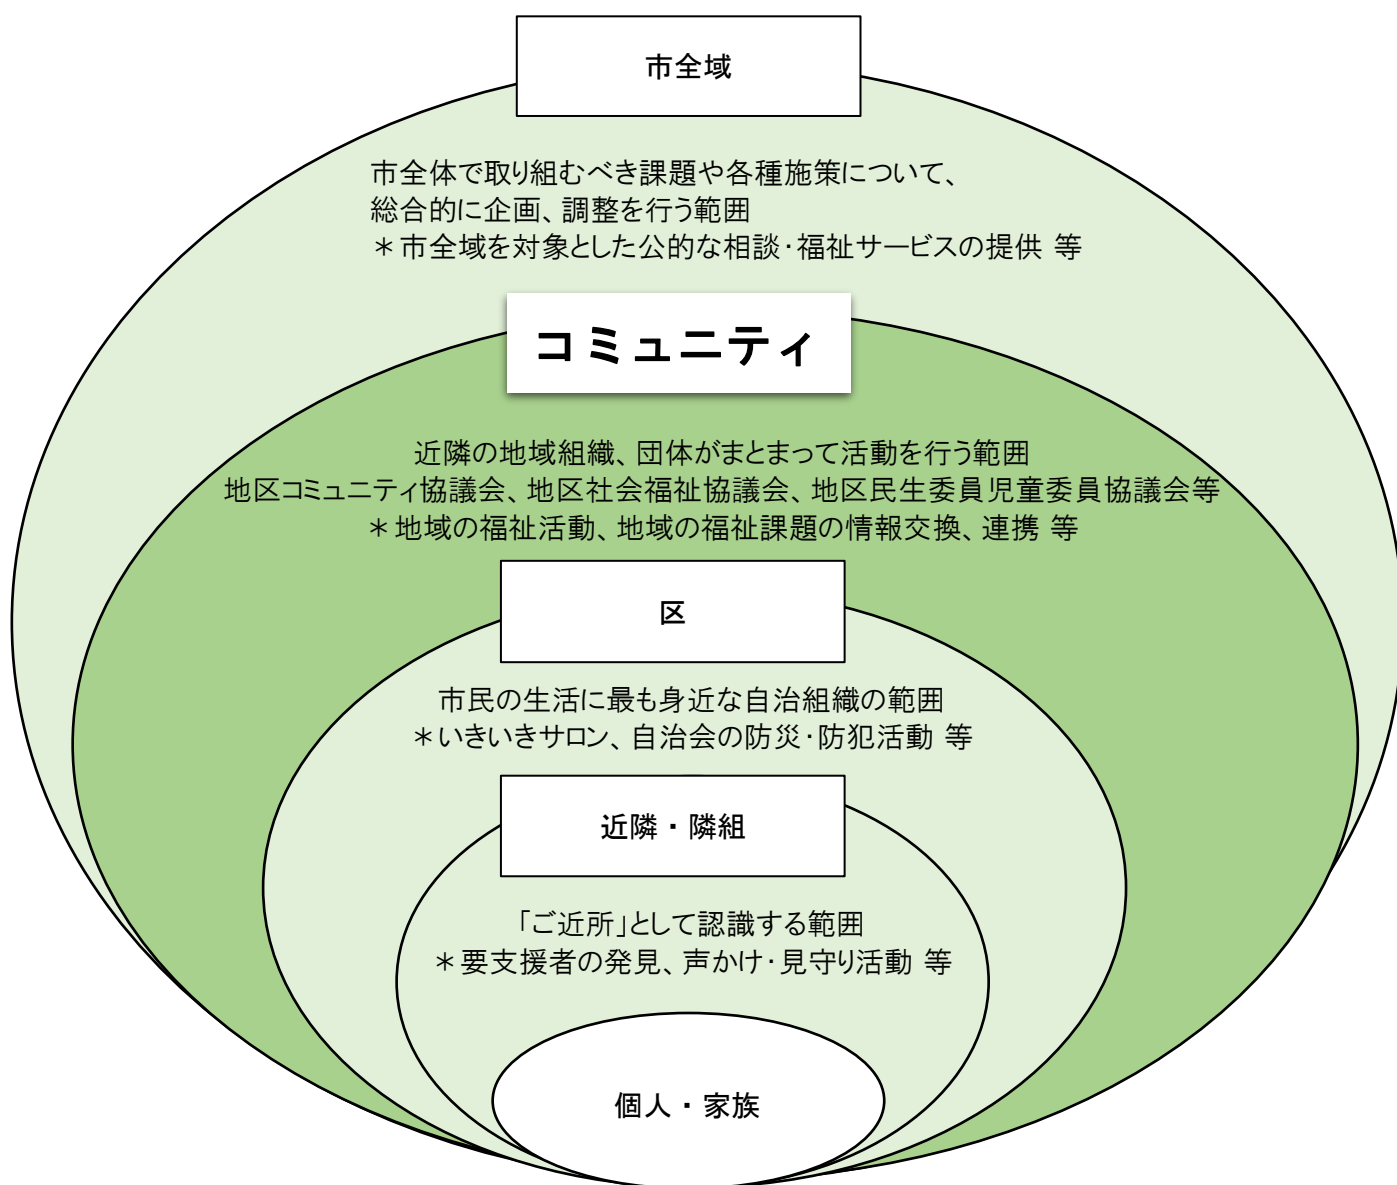 市全域
市全体で取り組むべき課題や各種施策について、
総合的に企画、調整を行う範囲
＊市全域を対象とした公的な相談・福祉サービスの提供 等
コミュニティ
近隣の地域組織、団体がまとまって活動を行う範囲
地区コミュニティ協議会、地区社会福祉協議会、地区民生委員児童委員協議会等
＊地域の福祉活動、地域の福祉課題の情報交換、連携 等
区
市民の生活に最も身近な自治組織の範囲
＊いきいきサロン、自治会の防災・防犯活動 等
近隣・隣組
「ご近所」として認識する範囲
＊要支援者の発見、声かけ・見守り活動 等
個人・家族